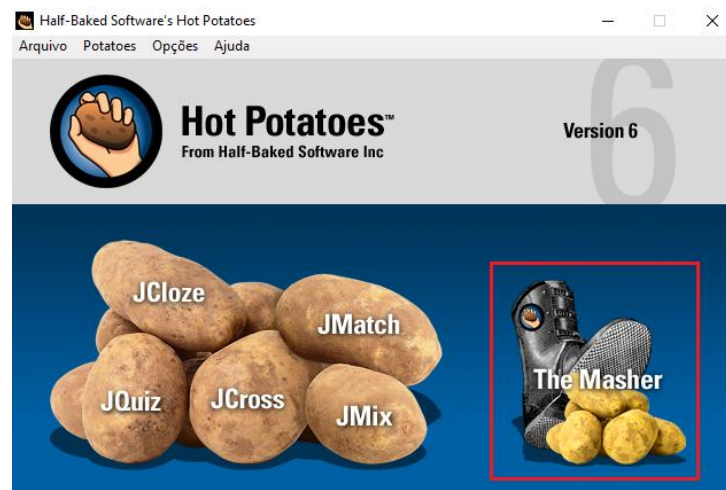 Half-Baked Software's Hot Potatoes
Arquivo Potatoes Opções Ajuda
6
Hot Potatoes™
From Half-Baked Software Inc
Version 6
JCloze
JMatch
The Masher
JQuiz
JCross
JMix